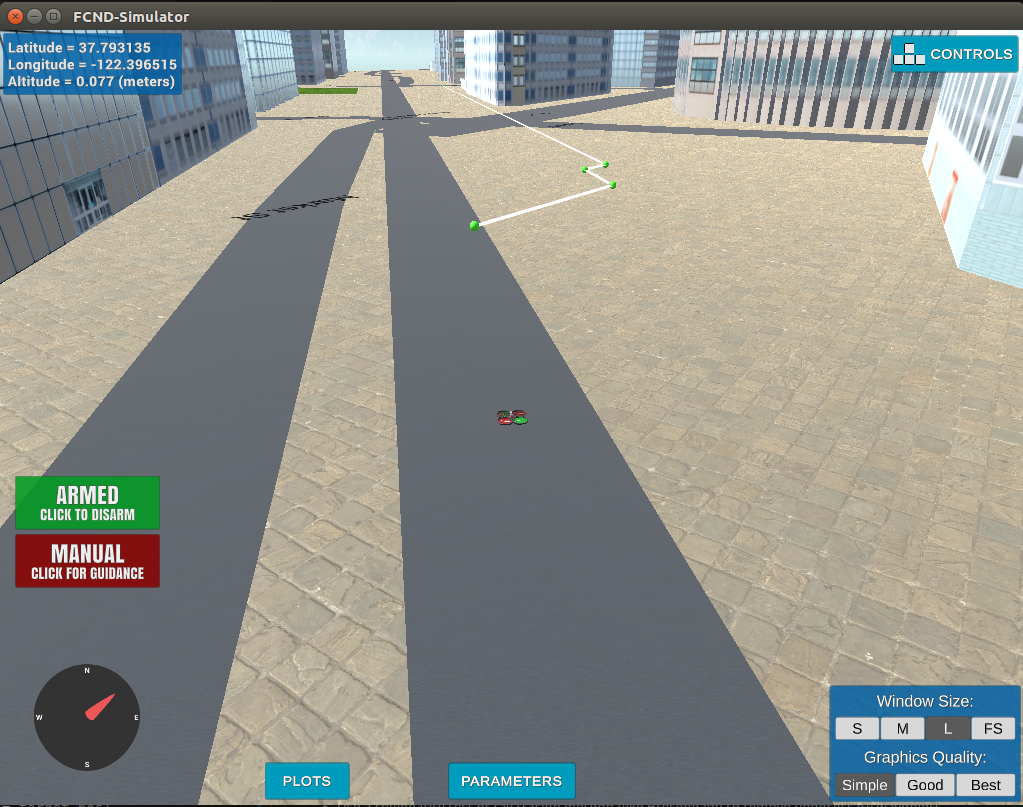 FCND-Simulator
Latitude = 37.793135
Longitude = -122.396515
Altitude = 0.077 (meters)
CONTROLS
ARMED
CLICK TO DISARM
MANUAL
CLICK FOR GUIDANCE
N
W
E
S
PLOTS
PARAMETERS
Window Size:
S M L FS
Graphics Quality:
Simple Good Best